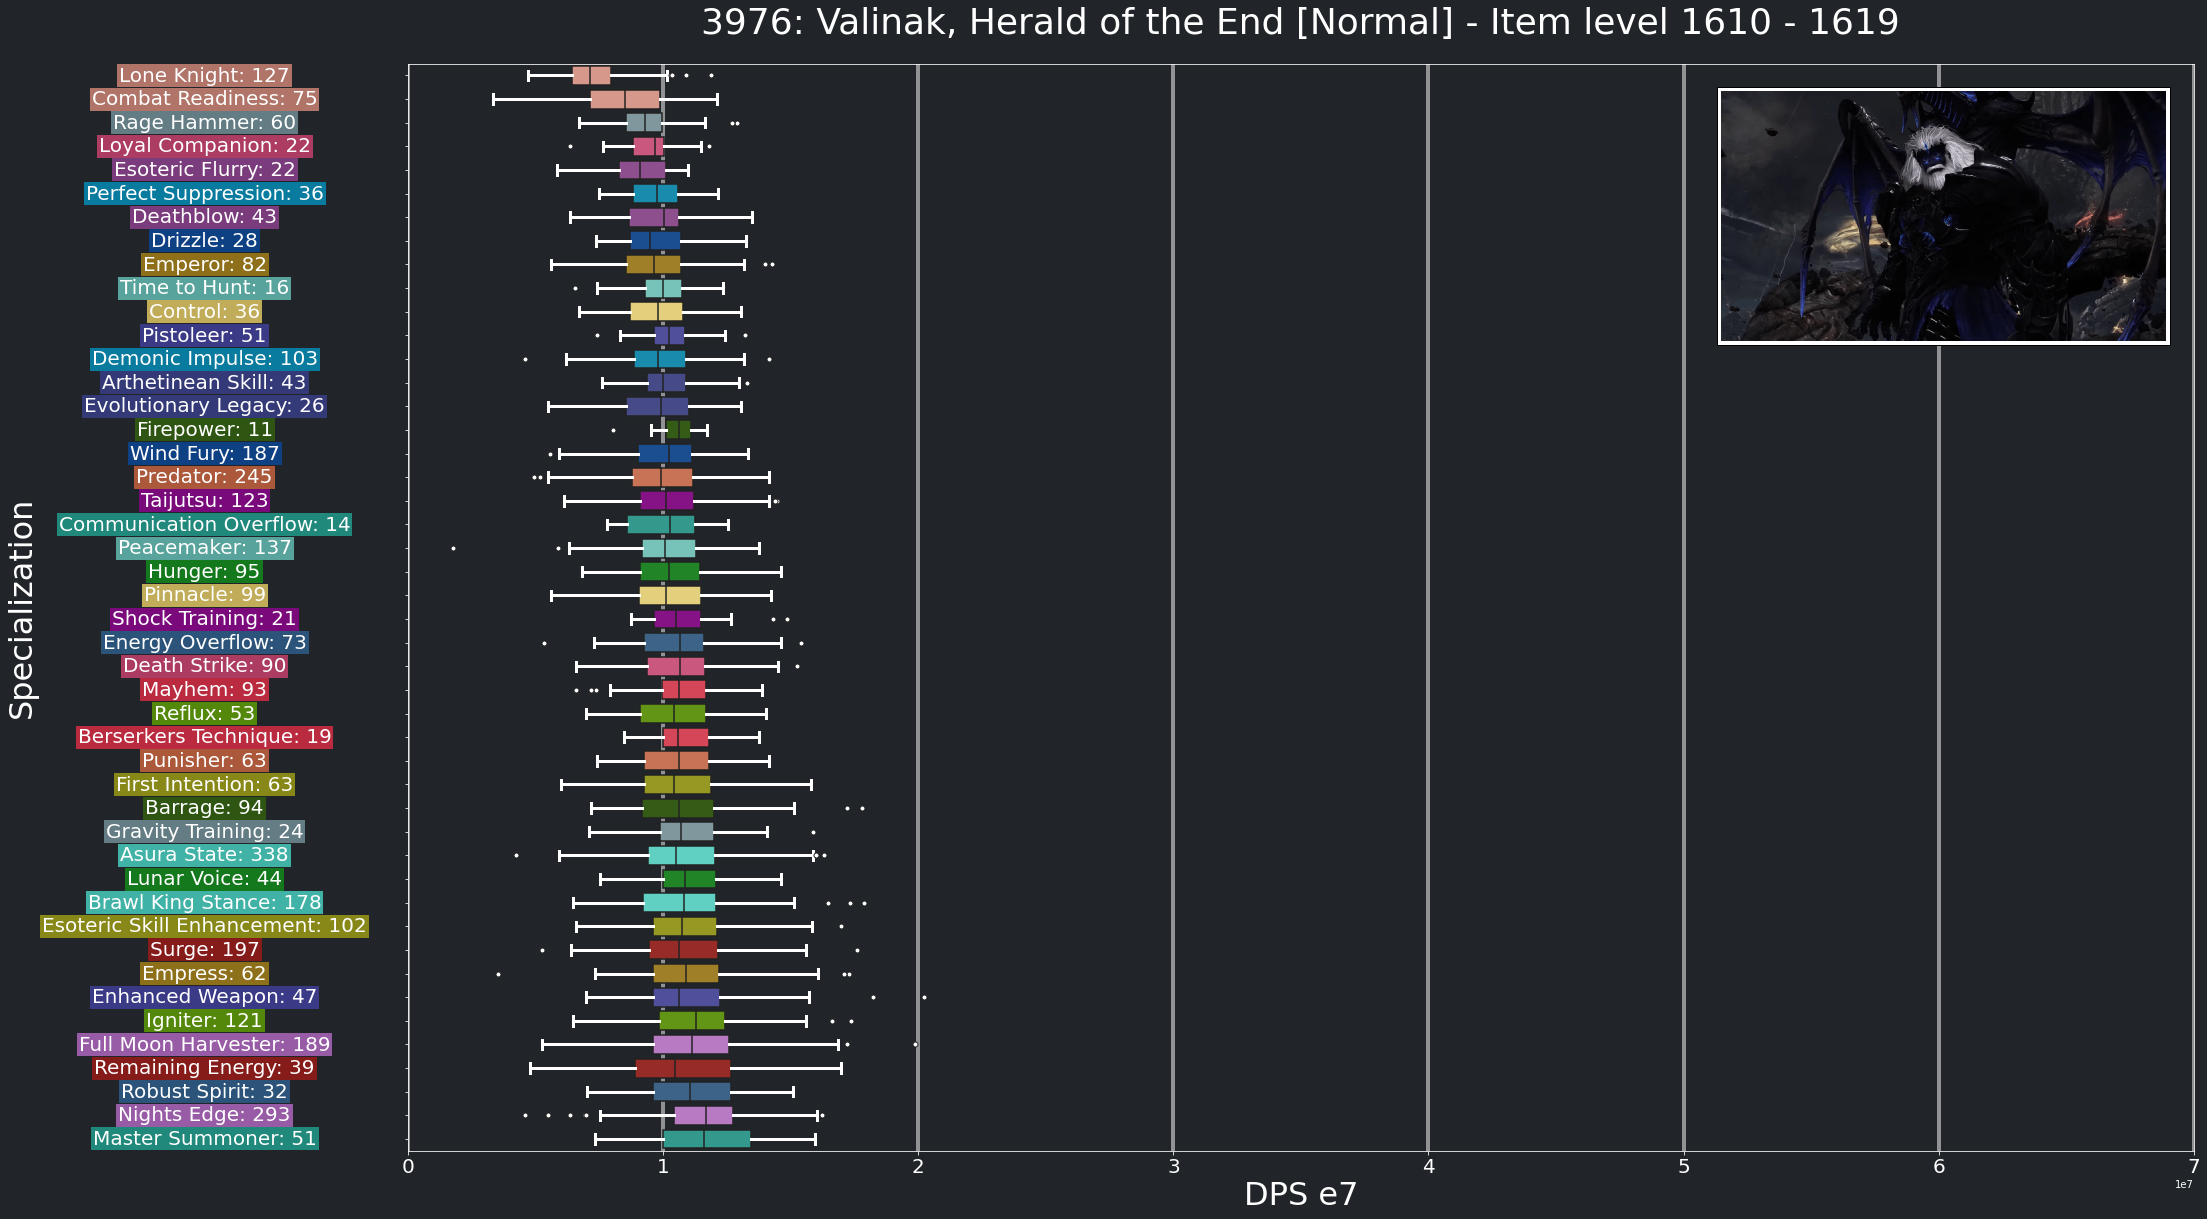 3976: Valinak, Herald of the End [Normal] - Item level 1610 - 1619
Lone Knight: 127
Combat Readiness: 75
Rage Hammer: 60
Loyal Companion: 22
Esoteric Flurry: 22
Perfect Suppression: 36
Deathblow: 43
Drizzle: 28
Emperor: 82
Time to Hunt: 16
Control: 36
Pistoleer: 51
Demonic Impulse: 103
Arthetinean Skill: 43
Evolutionary Legacy: 26
Firepower: 11
Wind Fury: 187
Predator: 245
Taijutsu: 123
Communication Overflow: 14
Peacemaker: 137
Hunger: 95
Pinnacle: 99
Shock Training: 21
Energy Overflow: 73
Death Strike: 90
Mayhem: 93
Reflux: 53
Berserkers Technique: 19
Punisher: 63
First Intention: 63
Barrage: 94
Gravity Training: 24
Asura State: 338
Lunar Voice: 44
Brawl King Stance: 178
Esoteric Skill Enhancement: 102
Surge: 197
Empress: 62
Enhanced Weapon: 47
Igniter: 121
Full Moon Harvester: 189
Remaining Energy: 39
Robust Spirit: 32
Nights Edge: 293
Master Summoner: 51
Specialization
0 1 2 3 4 5 6 7
1e7
DPS e7